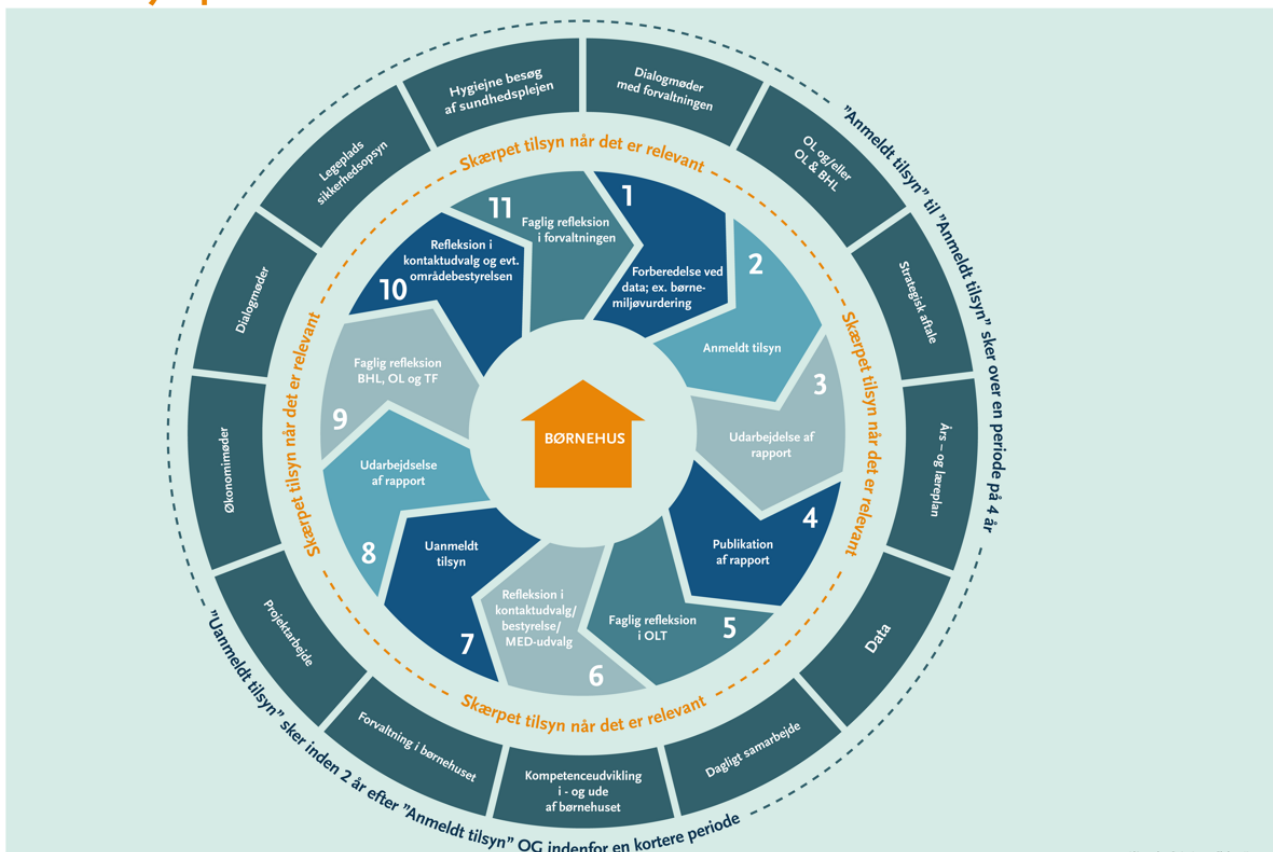 Hygiejne besøg
af sundhedsplejen
Dialogmøder
med forvaltningen
OL og/eller
OL & BHL
Strategisk aftale
Års – og læreplan
Data
Dagligt samarbejde
Kompetenceudvikling
i - og ude
af børnehuset
Forvaltning i børnehuset
Projektarbejde
Økonomimøder
Dialogmøder
Legeplads
sikkerhedsopsyn
"Anmeldt tilsyn" til "Anmeldt tilsyn" sker over en periode på 4 år
"Uanmeldt tilsyn" sker inden 2 år efter "Anmeldt tilsyn" OG indenfor en kortere periode
Skærpet tilsyn når det er relevant
Skærpet tilsyn når det er relevant
Skærpet tilsyn når det er relevant
Skærpet tilsyn når det er relevant
1
Forberedelse ved
data; ex. børne-
miljøvurdering
2
Anmeldt tilsyn
3
Udarbejdelse af
rapport
4
Publikation
af rapport
5
Faglig refleksion
i OLT
6
Refleksion i
kontaktudvalg/
bestyrelse/
MED-udvalg
7
Uanmeldt
tilsyn
8
Udarbejdselse
af rapport
9
Faglig refleksion
BHL, OL og TF
10
Refleksion i
kontaktudvalg og evt.
områdebestyrelsen
11
Faglig refleksion
i forvaltningen
BØRNEHUS